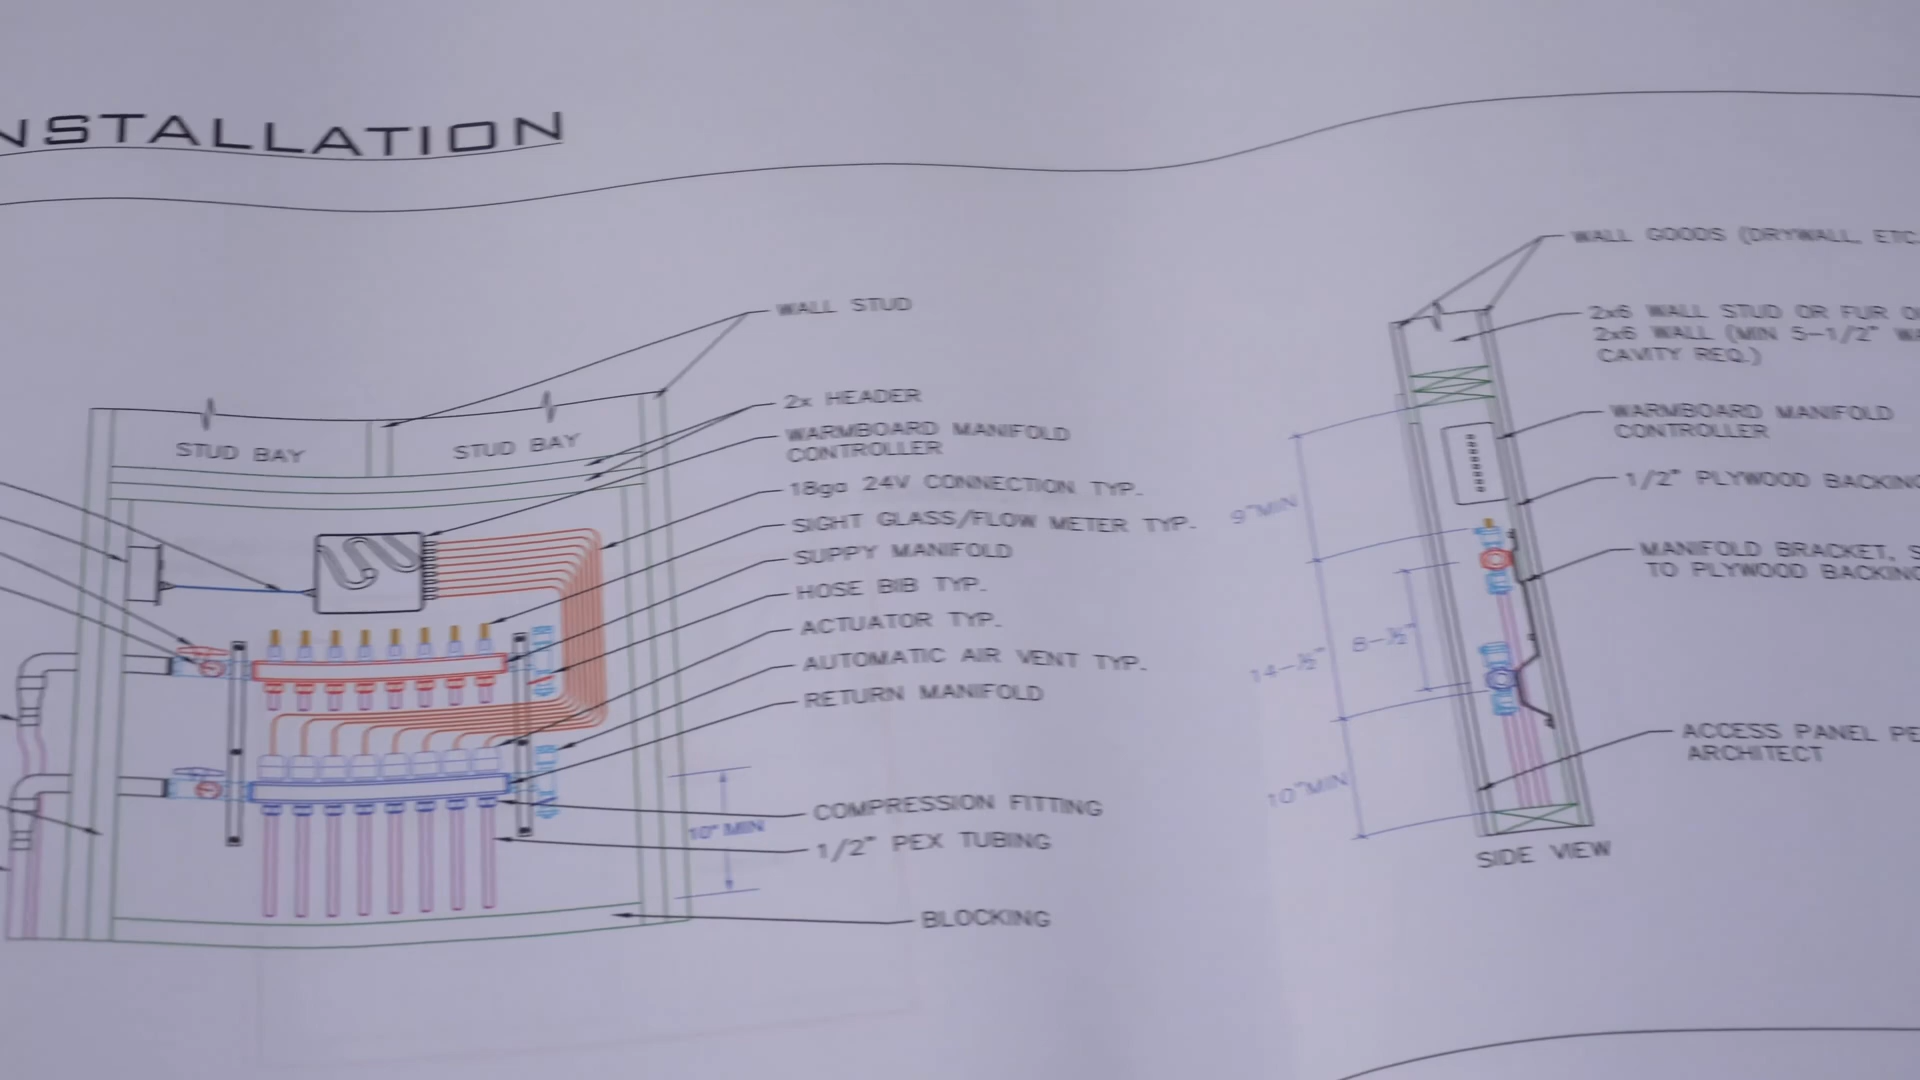 NSTALLATION
WALL STUD
2x HEADER
WARMBOARD MANIFOLD
CONTROLLER
18ga 24V CONNECTION TYP.
SIGHT GLASS/FLOW METER TYP.
SUPPY MANIFOLD
HOSE BIB TYP.
ACTUATOR TYP.
AUTOMATIC AIR VENT TYP.
RETURN MANIFOLD
COMPRESSION FITTING
1/2" PEX TUBING
BLOCKING
STUD BAY
STUD BAY
10" MIN
WALL GOODS (DRYWALL, ETC.
2x6 WALL STUD OR FUR
2x6 WALL (MIN 5-1/2"
CAVITY REQ.)
WARMBOARD MANIFOLD
CONTROLLER
1/2" PLYWOOD BACKING
MANIFOLD BRACKET, S
TO PLYWOOD BACKING
ACCESS PANEL PE
ARCHITECT
9"MIN
14-½"
8-½"
10"MIN
SIDE VIEW